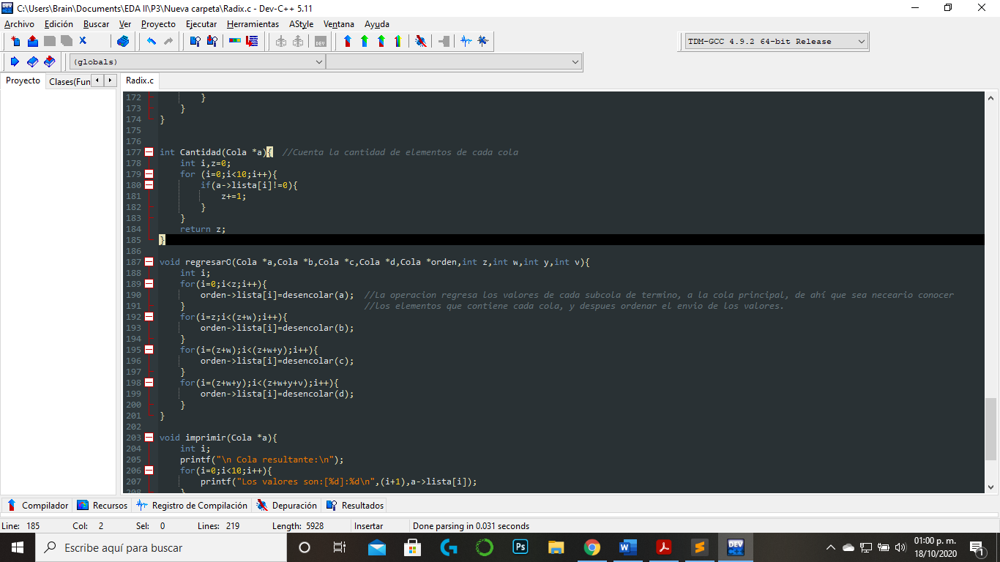 C:\Users\Brain\Documents\EDA II\P3\Nueva carpeta\Radix.c - Dev-C++ 5.11
Archivo Edición Buscar Ver Proyecto Ejecutar Herramientas AStyle Ventana Ayuda
TDM-GCC 4.9.2 64-bit Release
(globals)
Proyecto Clases(Fun Radix.c
172 }
173 }
174 }
175
176
177 int Cantidad(Cola *a){ //Cuenta la cantidad de elementos de cada cola
178 int i,z=0;
179 for (i=0;i<10;i++){
180 if(a->lista[i]!=0){
181 z+=1;
182 }
183 }
184 return z;
185 }
186
187 void regresarO(Cola *a,Cola *b,Cola *c,Cola *d,Cola *orden,int z,int w,int y,int v){
188 int i;
189 for(i=0;i<z;i++){
190 orden->lista[i]=desencolar(a); //La operacion regresa los valores de cada subcola de termino, a la cola principal, de ahí que sea neceario conocer
191 } //los elementos que contiene cada cola, y despues ordenar el envio de los valores.
192 for(i=z;i<(z+w);i++){
193 orden->lista[i]=desencolar(b);
194 }
195 for(i=(z+w);i<(z+w+y);i++){
196 orden->lista[i]=desencolar(c);
197 }
198 for(i=(z+w+y);i<(z+w+y+v);i++){
199 orden->lista[i]=desencolar(d);
200 }
201 }
202
203 void imprimir(Cola *a){
204 int i;
205 printf("\n Cola resultante:\n");
206 for(i=0;i<10;i++){
207 printf("Los valores son:[%d]:%d\n",(i+1),a->lista[i]);
208 }
Compilador Recursos Registro de Compilación Depuración Resultados
Line: 185 Col: 2 Sel: 0 Lines: 219 Length: 5928 Insertar Done parsing in 0.031 seconds
Escribe aquí para buscar
01:00 p. m.
18/10/2020
1